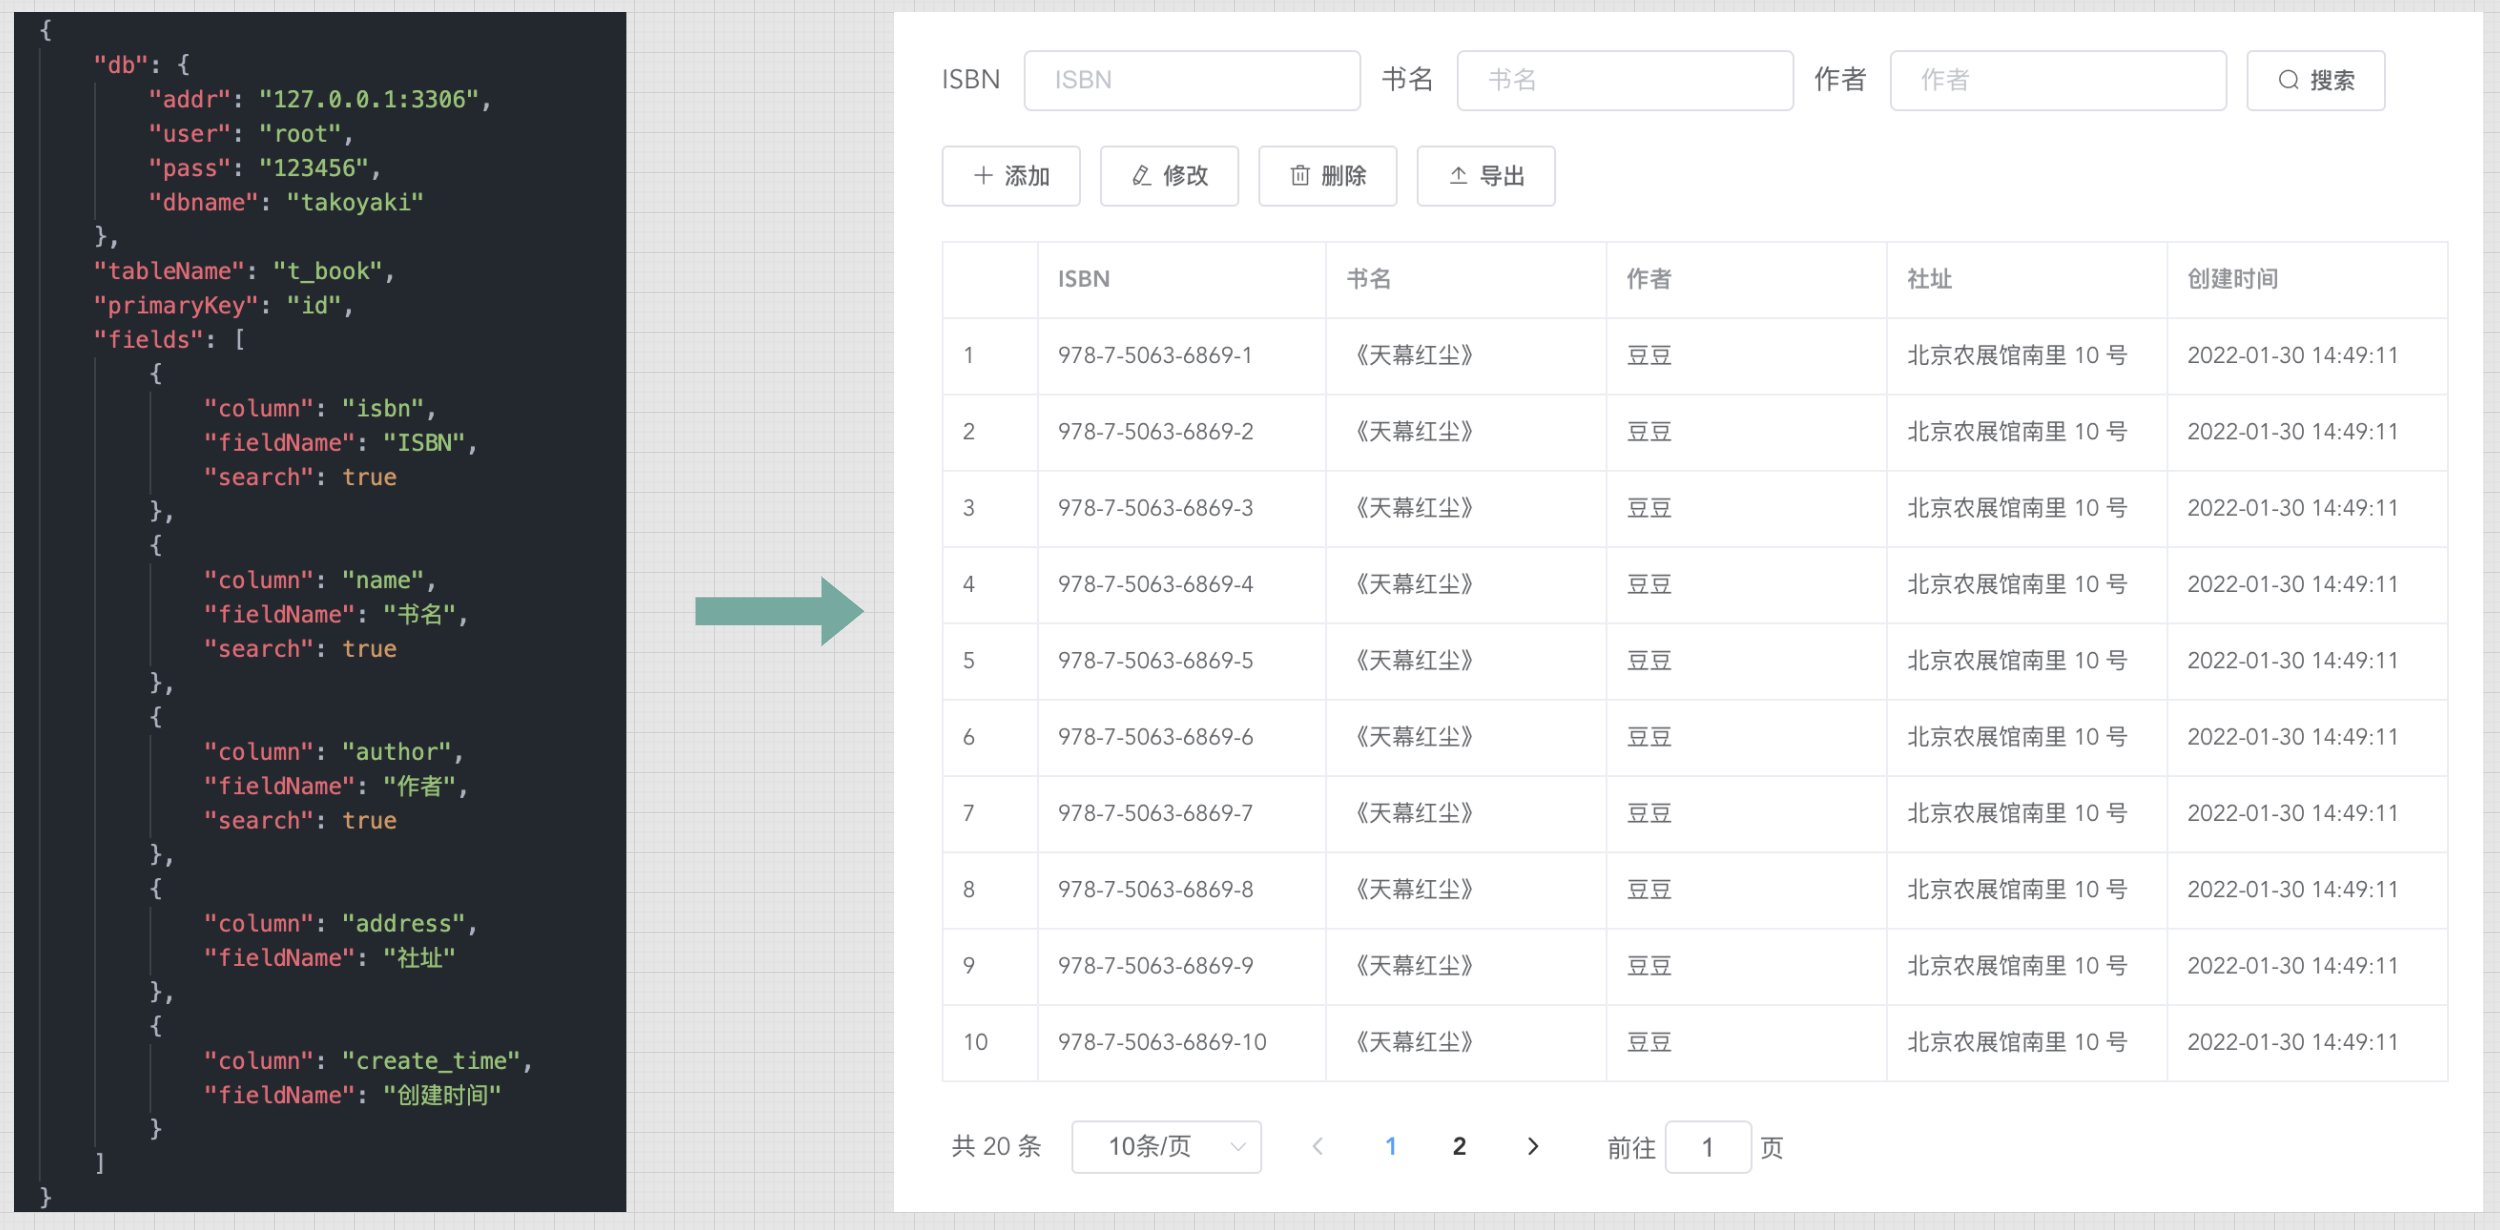 {
"db": {
"addr": "127.0.0.1:3306",
"user": "root",
"pass": "123456",
"dbname": "takoyaki"
},
"tableName": "t_book",
"primaryKey": "id",
"fields": [
{
"column": "isbn",
"fieldName": "ISBN",
"search": true
},
{
"column": "name",
"fieldName": "书名",
"search": true
},
{
"column": "author",
"fieldName": "作者",
"search": true
},
{
"column": "address",
"fieldName": "社址"
},
{
"column": "create_time",
"fieldName": "创建时间"
}
]
}
ISBN ISBN 书名 书名 作者 作者 搜索
添加 修改 删除 导出
ISBN 书名 作者 社址 创建时间
1 978-7-5063-6869-1 《天幕红尘》 豆豆 北京农展馆南里 10 号 2022-01-30 14:49:11
2 978-7-5063-6869-2 《天幕红尘》 豆豆 北京农展馆南里 10 号 2022-01-30 14:49:11
3 978-7-5063-6869-3 《天幕红尘》 豆豆 北京农展馆南里 10 号 2022-01-30 14:49:11
4 978-7-5063-6869-4 《天幕红尘》 豆豆 北京农展馆南里 10 号 2022-01-30 14:49:11
5 978-7-5063-6869-5 《天幕红尘》 豆豆 北京农展馆南里 10 号 2022-01-30 14:49:11
6 978-7-5063-6869-6 《天幕红尘》 豆豆 北京农展馆南里 10 号 2022-01-30 14:49:11
7 978-7-5063-6869-7 《天幕红尘》 豆豆 北京农展馆南里 10 号 2022-01-30 14:49:11
8 978-7-5063-6869-8 《天幕红尘》 豆豆 北京农展馆南里 10 号 2022-01-30 14:49:11
9 978-7-5063-6869-9 《天幕红尘》 豆豆 北京农展馆南里 10 号 2022-01-30 14:49:11
10 978-7-5063-6869-10 《天幕红尘》 豆豆 北京农展馆南里 10 号 2022-01-30 14:49:11
共 20 条 10条/页 1 2 前往 1 页